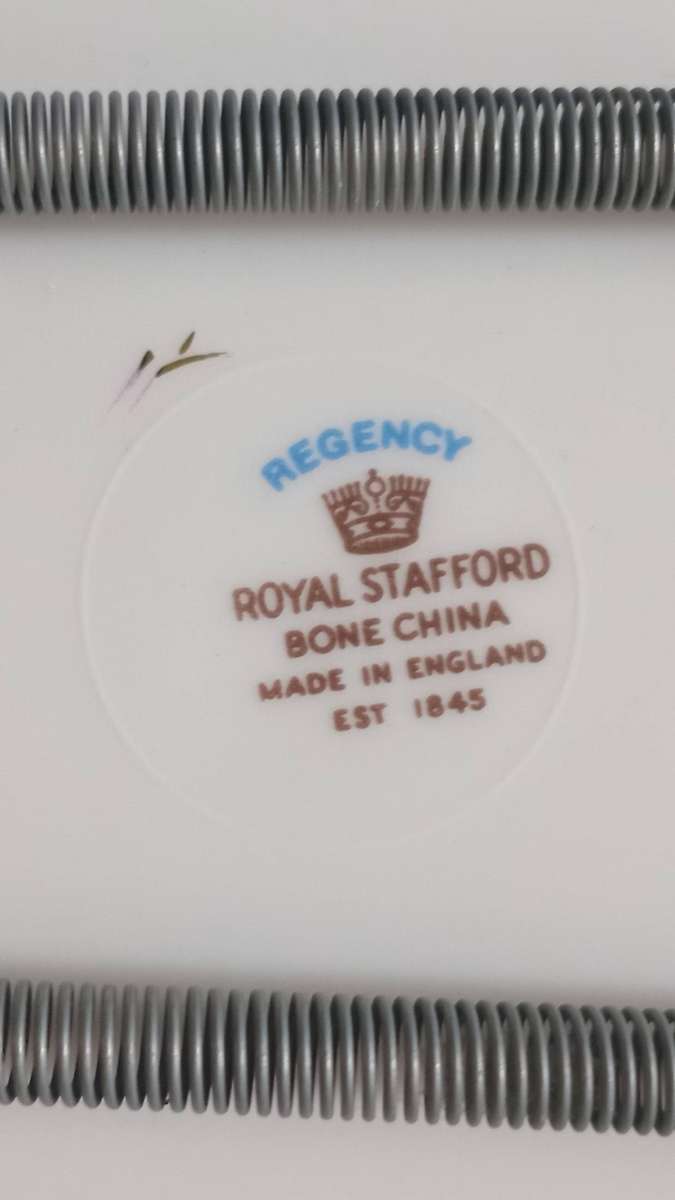 REGENCY
ROYAL STAFFORD
BONE CHINA
MADE IN ENGLAND
EST 1845